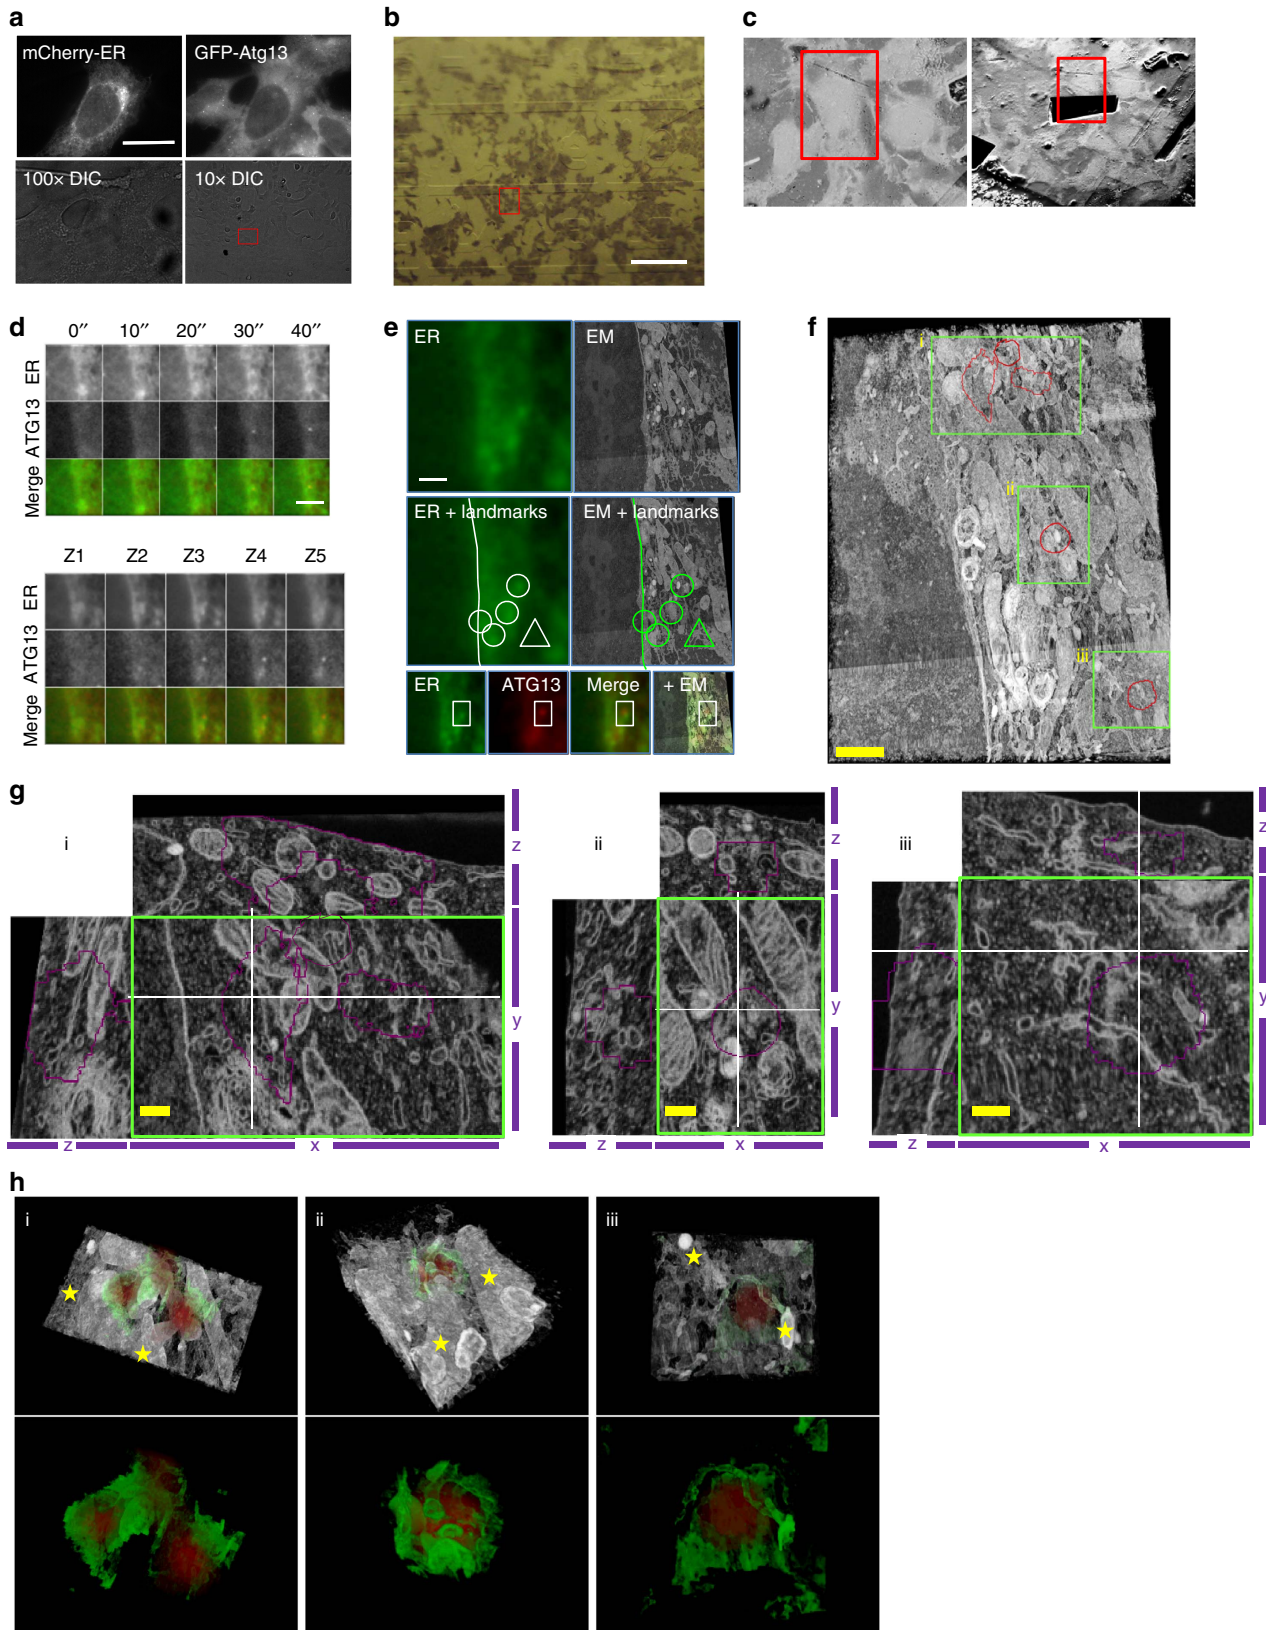 a
mCherry-ER
GFP-Atg13
100× DIC
10× DIC
b
c
d
0″ 10″ 20″ 30″ 40″
ER
ATG13
Merge
Z1 Z2 Z3 Z4 Z5
ER
ATG13
Merge
e
ER
EM
ER + landmarks
EM + landmarks
ER
ATG13
Merge
+ EM
f
i
ii
iii
g
i
z
y
z
x
ii
z
y
z
x
iii
z
y
z
x
h
i
ii
iii